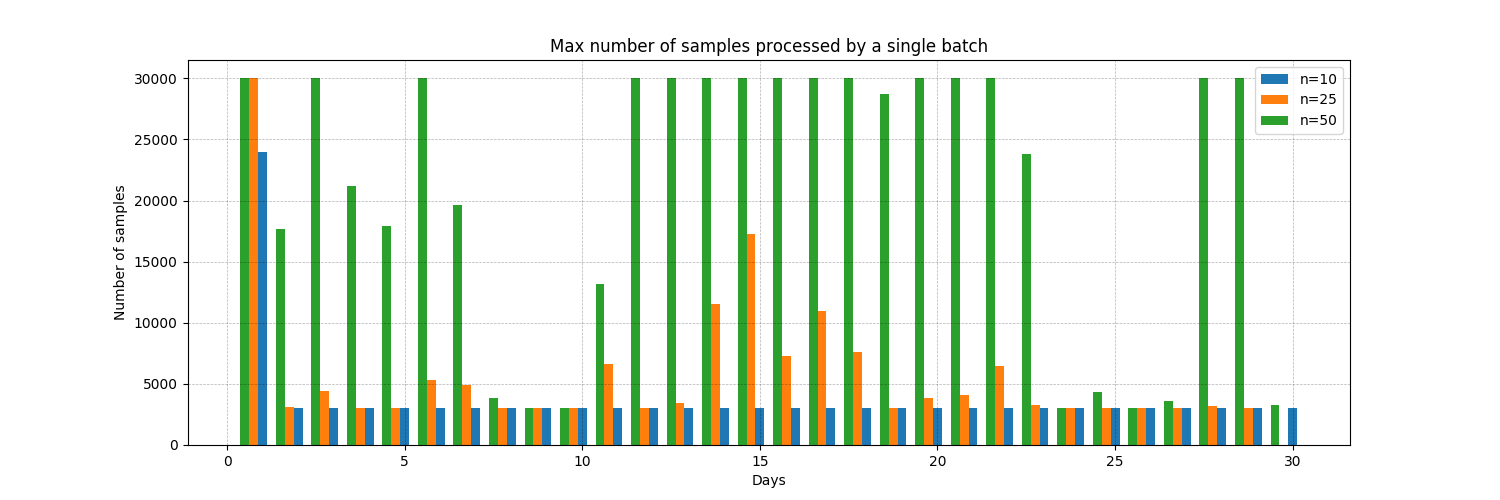 Max number of samples processed by a single batch
n=10
n=25
n=50
Number of samples
30000
25000
20000
15000
10000
5000
0
0 5 10 15 20 25 30
Days